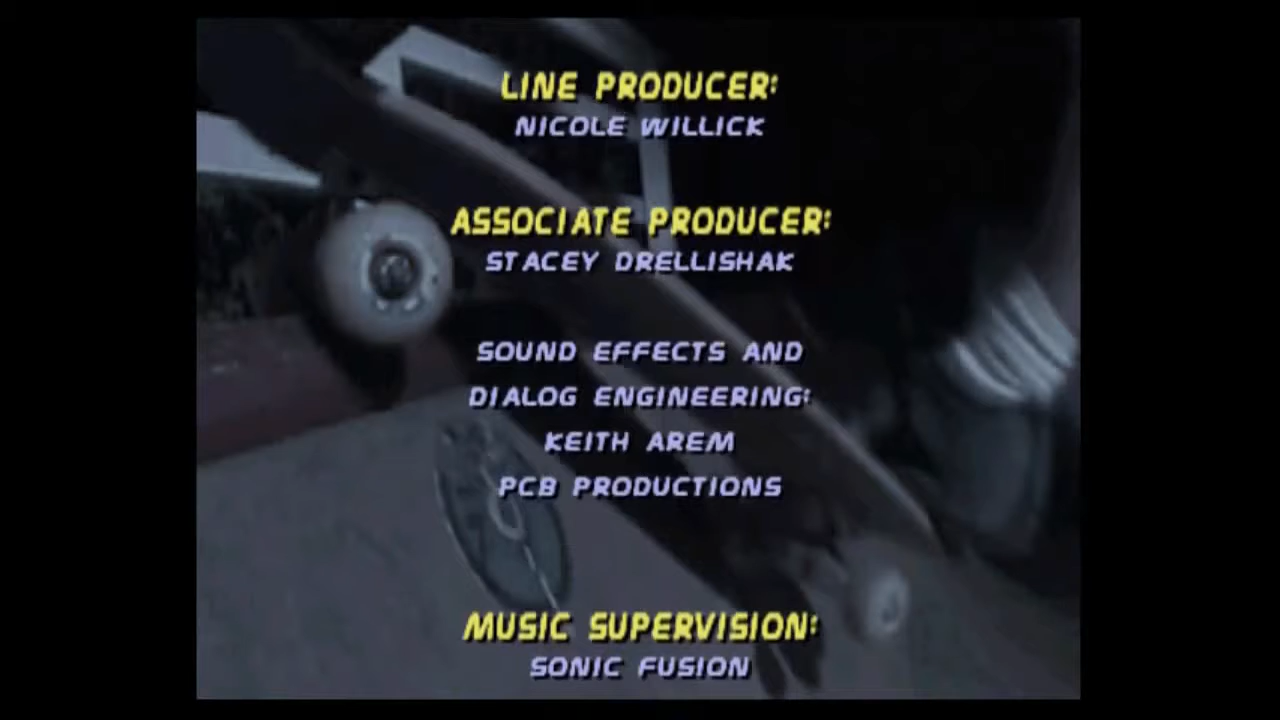 LINE PRODUCER:
NICOLE WILLICK
ASSOCIATE PRODUCER:
STACEY DRELLISHAK
SOUND EFFECTS AND
DIALOG ENGINEERING:
KEITH AREM
PCB PRODUCTIONS
MUSIC SUPERVISION:
SONIC FUSION